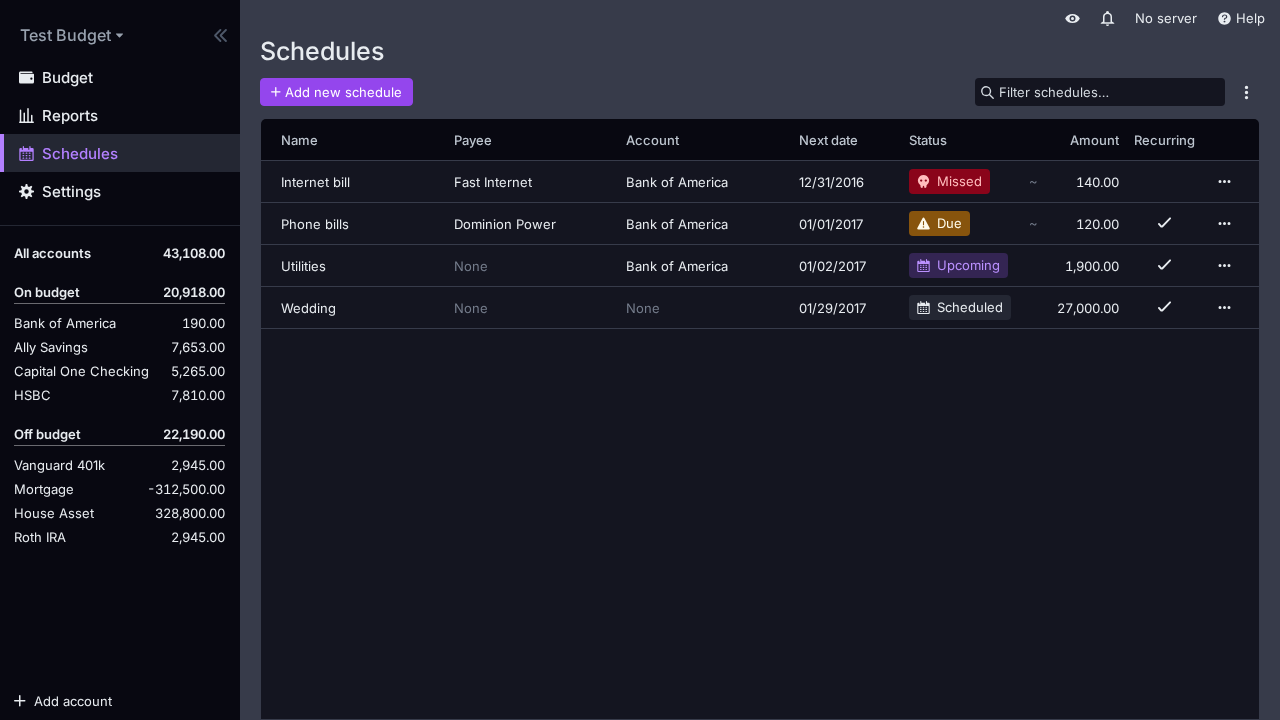 Test Budget
Budget
Reports
Schedules
Settings
All accounts 43,108.00
On budget 20,918.00
Bank of America 190.00
Ally Savings 7,653.00
Capital One Checking 5,265.00
HSBC 7,810.00
Off budget 22,190.00
Vanguard 401k 2,945.00
Mortgage -312,500.00
House Asset 328,800.00
Roth IRA 2,945.00
Add account
No server Help
Schedules
Add new schedule
Filter schedules...
Name Payee Account Next date Status Amount Recurring
Internet bill Fast Internet Bank of America 12/31/2016 Missed ~ 140.00
Phone bills Dominion Power Bank of America 01/01/2017 Due ~ 120.00
Utilities None Bank of America 01/02/2017 Upcoming 1,900.00
Wedding None None 01/29/2017 Scheduled 27,000.00